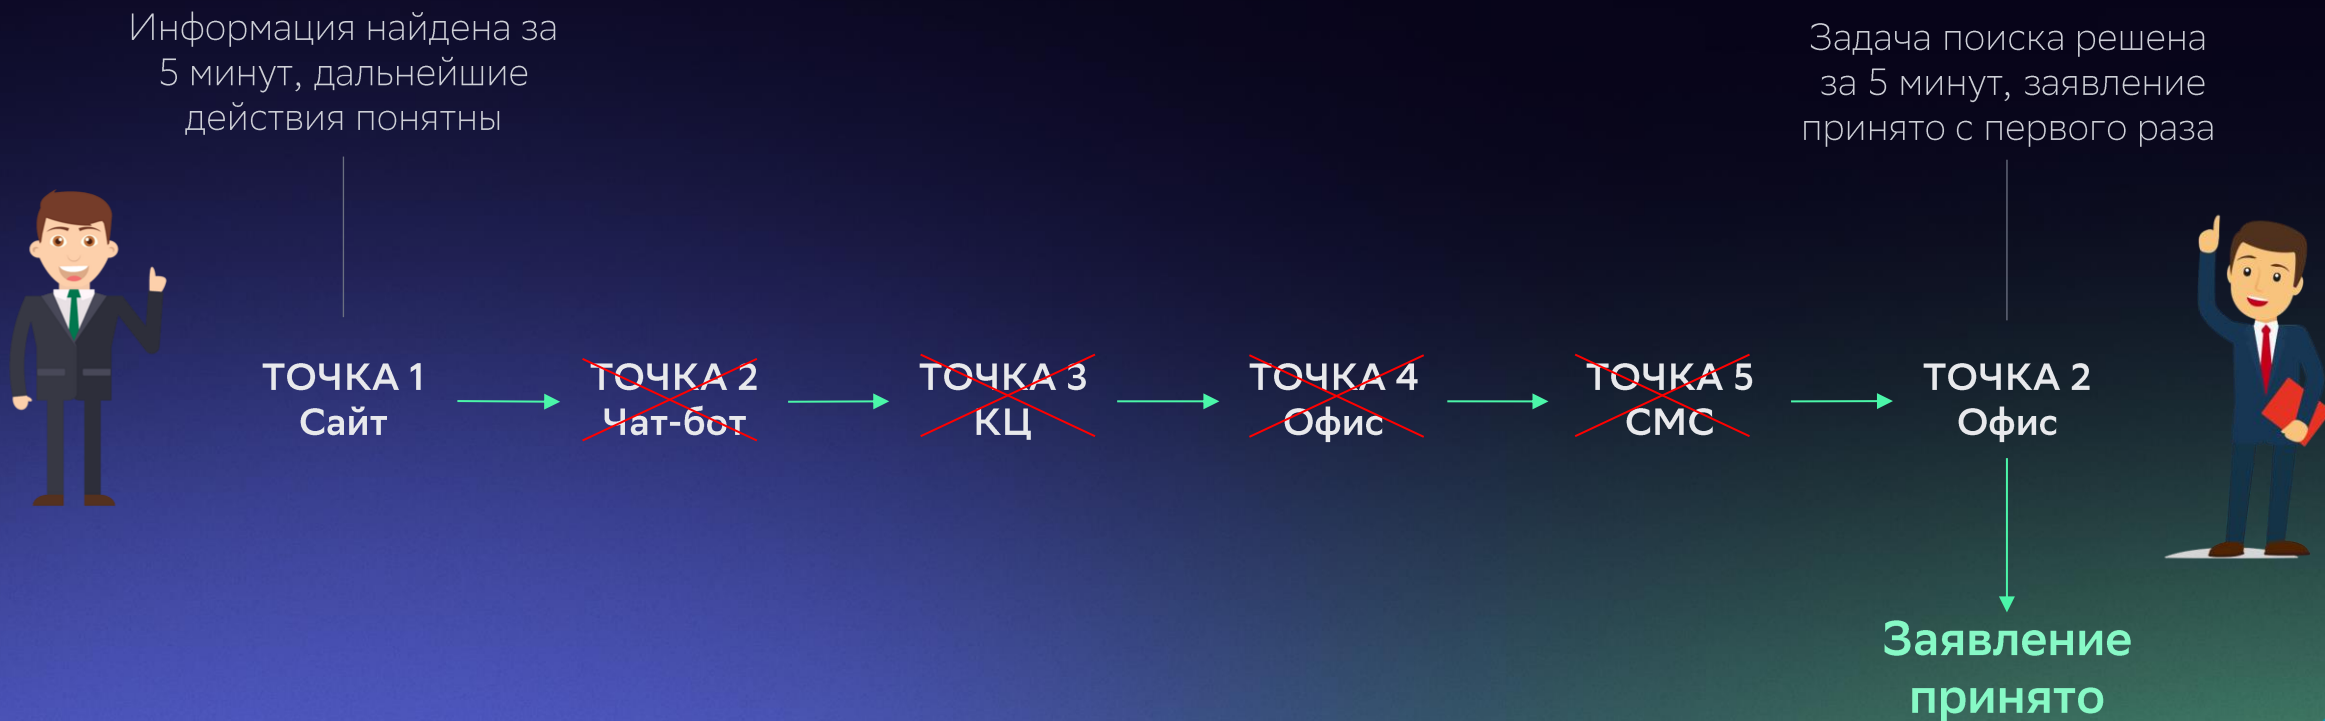 Информация найдена за
5 минут, дальнейшие
действия понятны
Задача поиска решена
за 5 минут, заявление
принято с первого раза
ТОЧКА 1
Сайт
ТОЧКА 2
Чат-бот
ТОЧКА 3
КЦ
ТОЧКА 4
Офис
ТОЧКА 5
СМС
ТОЧКА 2
Офис
Заявление
принято